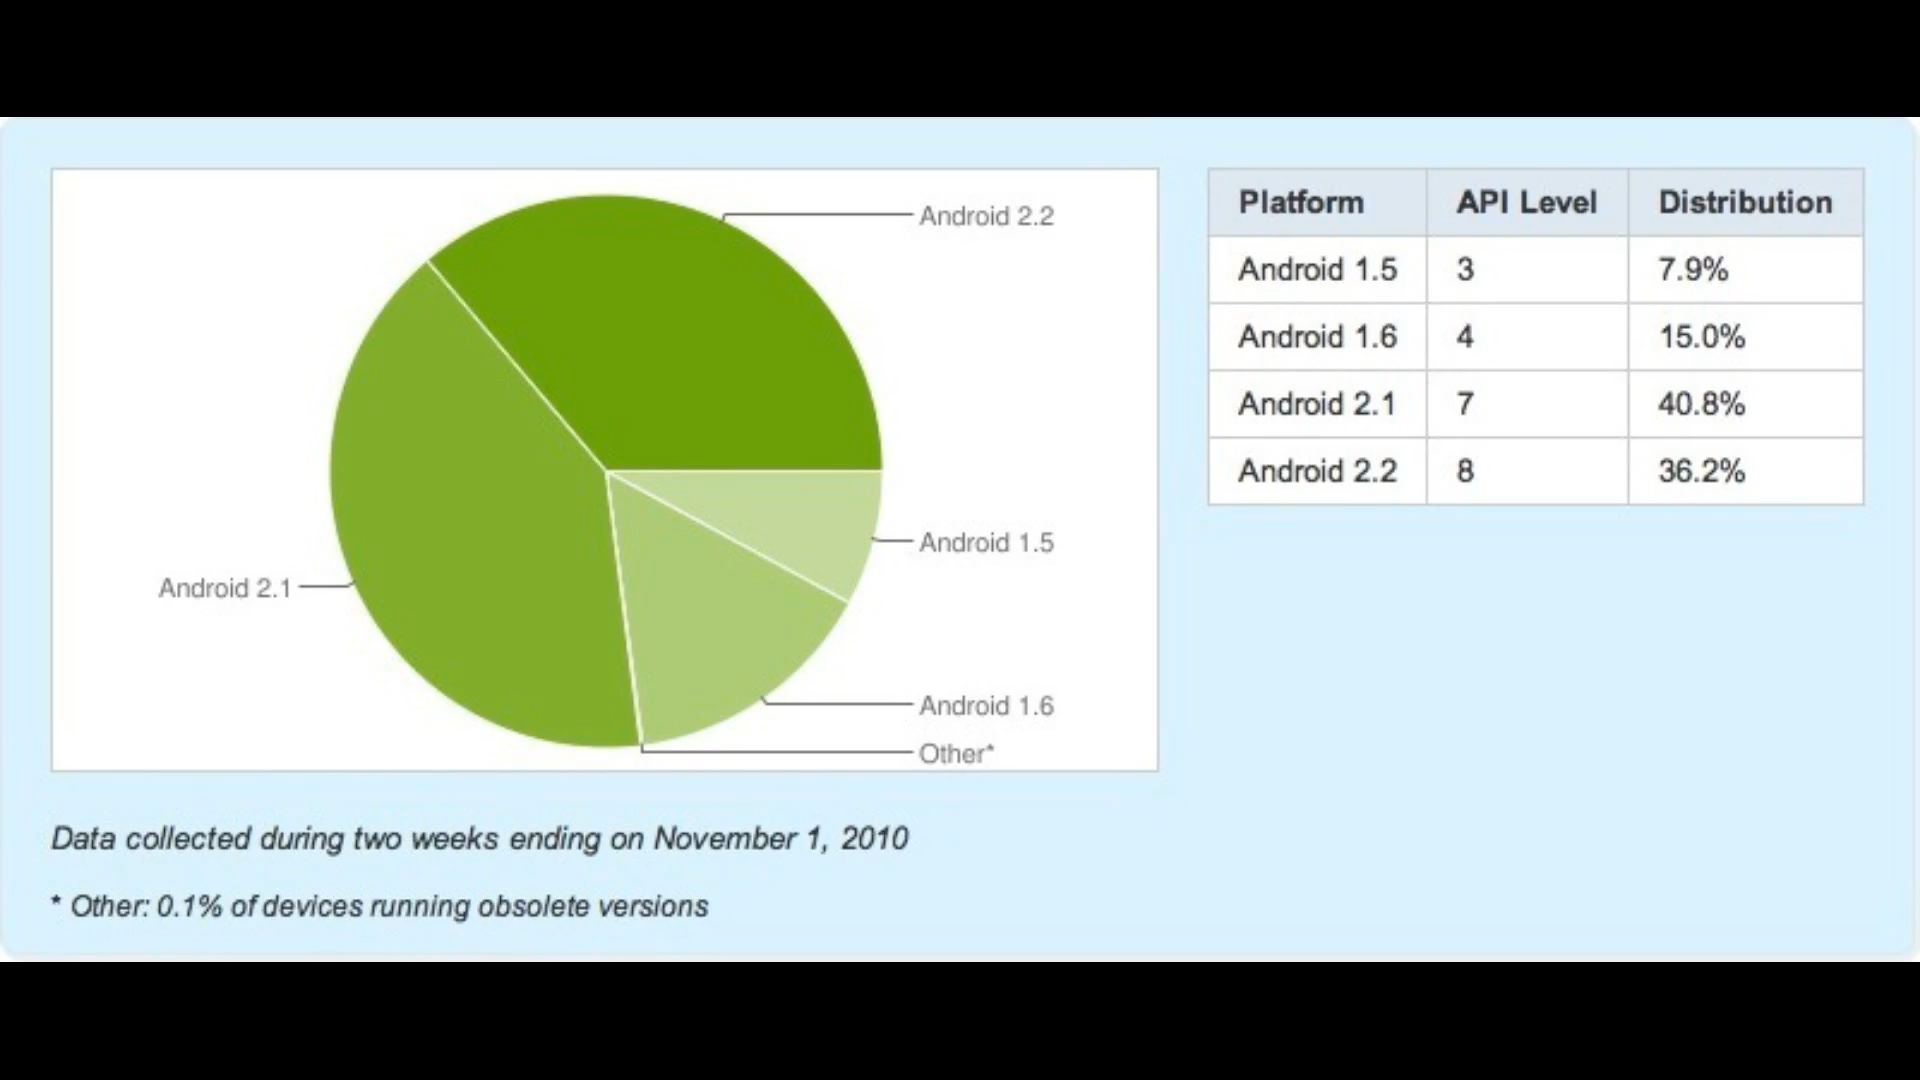 Android 2.2
Android 1.5
Android 2.1
Android 1.6
Other*
Platform API Level Distribution
Android 1.5 3 7.9%
Android 1.6 4 15.0%
Android 2.1 7 40.8%
Android 2.2 8 36.2%
Data collected during two weeks ending on November 1, 2010
* Other: 0.1% of devices running obsolete versions